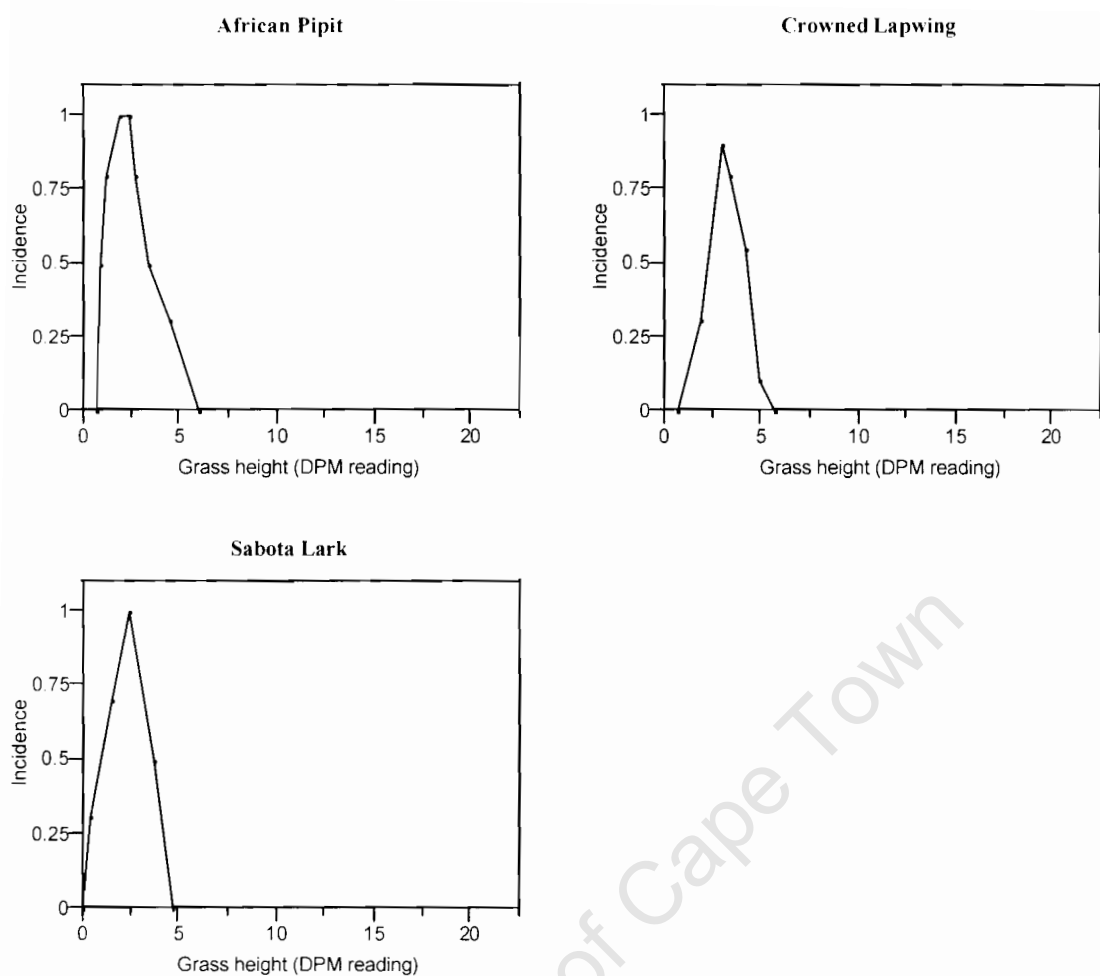 African Pipit
1
0.75
0.5
0.25
0
Incidence
0 5 10 15 20
Grass height (DPM reading)
Crowned Lapwing
1
0.75
0.5
0.25
0
Incidence
0 5 10 15 20
Grass height (DPM reading)
Sabota Lark
1
0.75
0.5
0.25
0
Incidence
0 5 10 15 20
Grass height (DPM reading)
of Cape Town